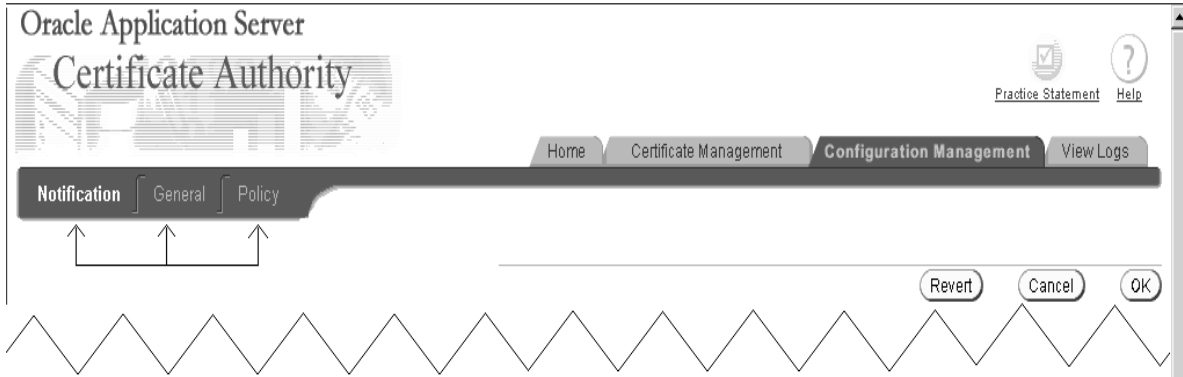 Oracle Application Server
Certificate Authority
Practice Statement
Help
Home
Certificate Management
Configuration Management
View Logs
Notification
General
Policy
Revert
Cancel
OK